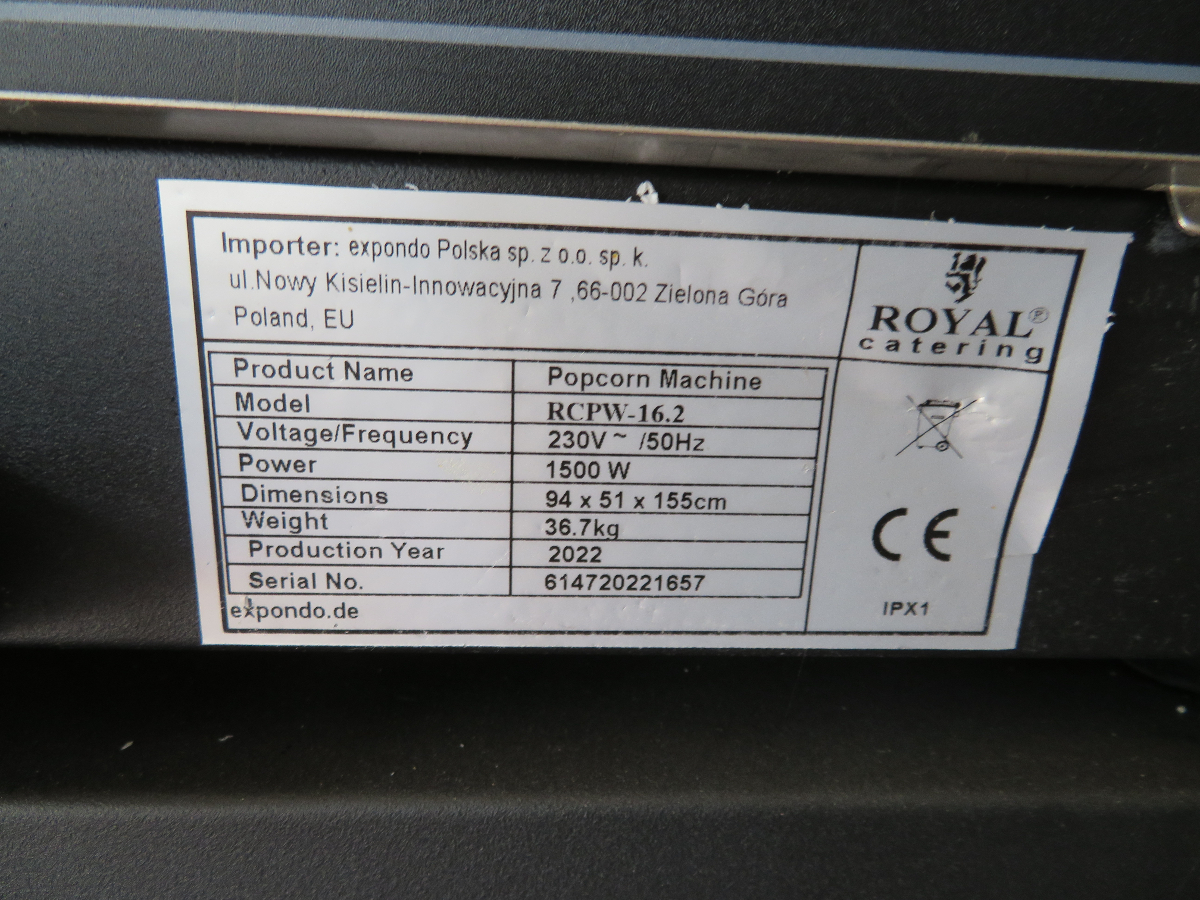 Importer: expondo Polska sp. z o.o. sp. k.
ul.Nowy Kisielin-Innowacyjna 7 ,66-002 Zielona Góra
Poland, EU
ROYAL®
catering
Product Name Popcorn Machine
Model RCPW-16.2
Voltage/Frequency 230V ~ /50Hz
Power 1500 W
Dimensions 94 x 51 x 155cm
Weight 36.7kg
Production Year 2022
Serial No. 614720221657
expondo.de
CE
IPX1